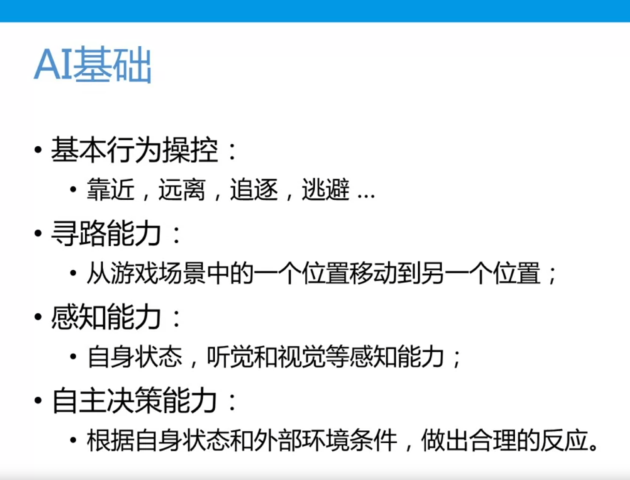 AI基础
• 基本行为操控：
• 靠近，远离，追逐，逃避 ...
• 寻路能力：
• 从游戏场景中的一个位置移动到另一个位置；
• 感知能力：
• 自身状态，听觉和视觉等感知能力；
• 自主决策能力：
• 根据自身状态和外部环境条件，做出合理的反应。